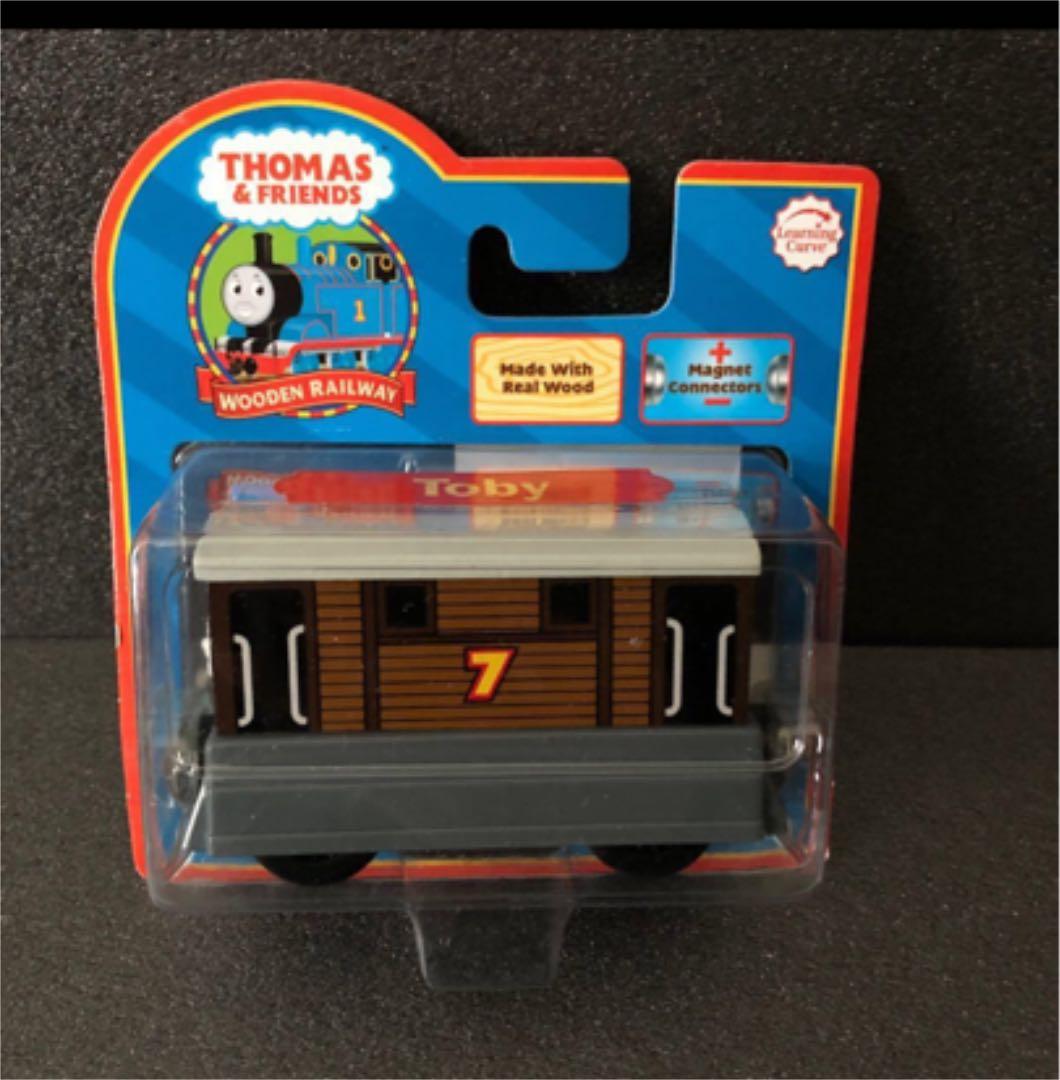 THOMAS
& FRIENDS
1
WOODEN RAILWAY
Learning
Curve
Made With
Real Wood
Magnet
Connectors
Toby
7